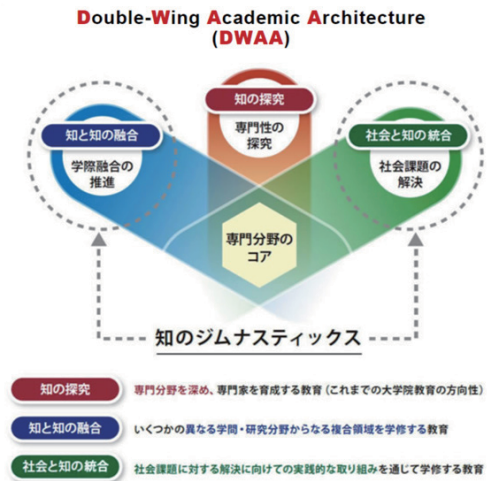 Double-Wing Academic Architecture
(DWAA)
知の探究
専門性の
探究
知と知の融合
学際融合の
推進
社会と知の統合
社会課題の
解決
専門分野の
コア
知のジムナスティックス
知の探究 専門分野を深め、専門家を育成する教育（これまでの大学院教育の方向性）
知と知の融合 いくつかの異なる学問・研究分野からなる複合領域を学修する教育
社会と知の統合 社会課題に対する解決に向けての実践的な取り組みを通じて学修する教育